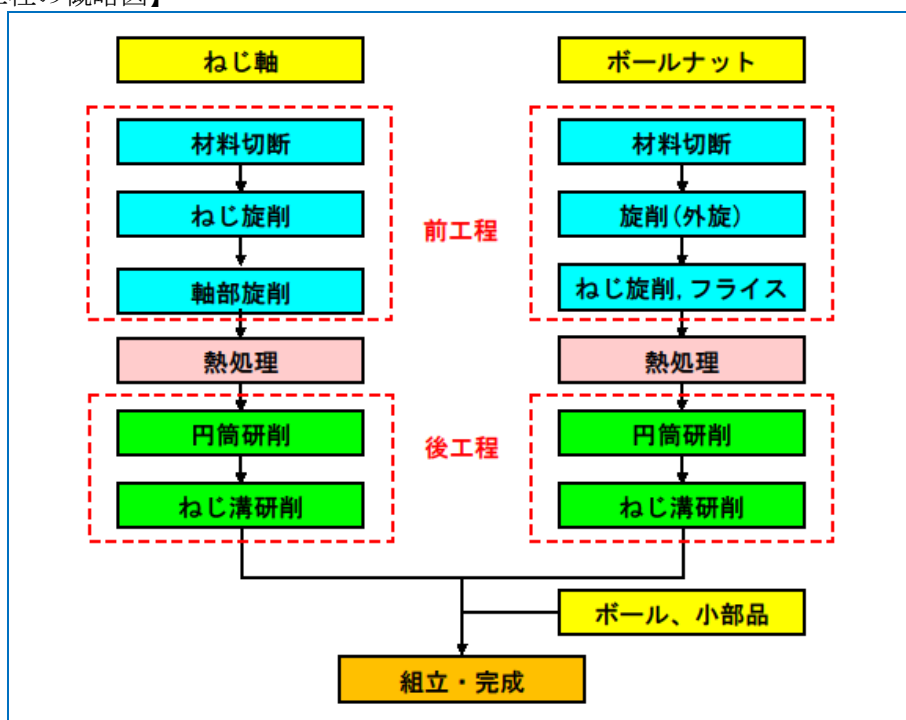 ねじ軸
ボールナット
材料切断
材料切断
ねじ旋削
前工程
旋削(外旋)
軸部旋削
ねじ旋削,フライス
熱処理
熱処理
円筒研削
後工程
円筒研削
ねじ溝研削
ねじ溝研削
ボール、小部品
組立・完成